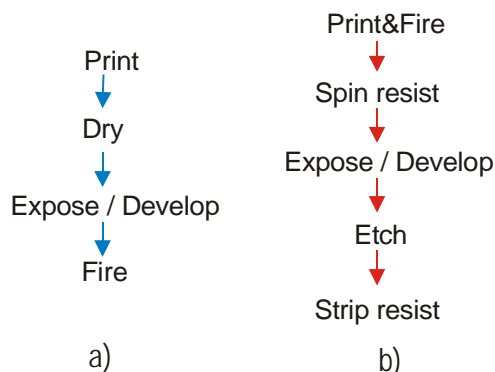 Print
Dry
Expose / Develop
Fire
a)
Print&Fire
Spin resist
Expose / Develop
Etch
Strip resist
b)